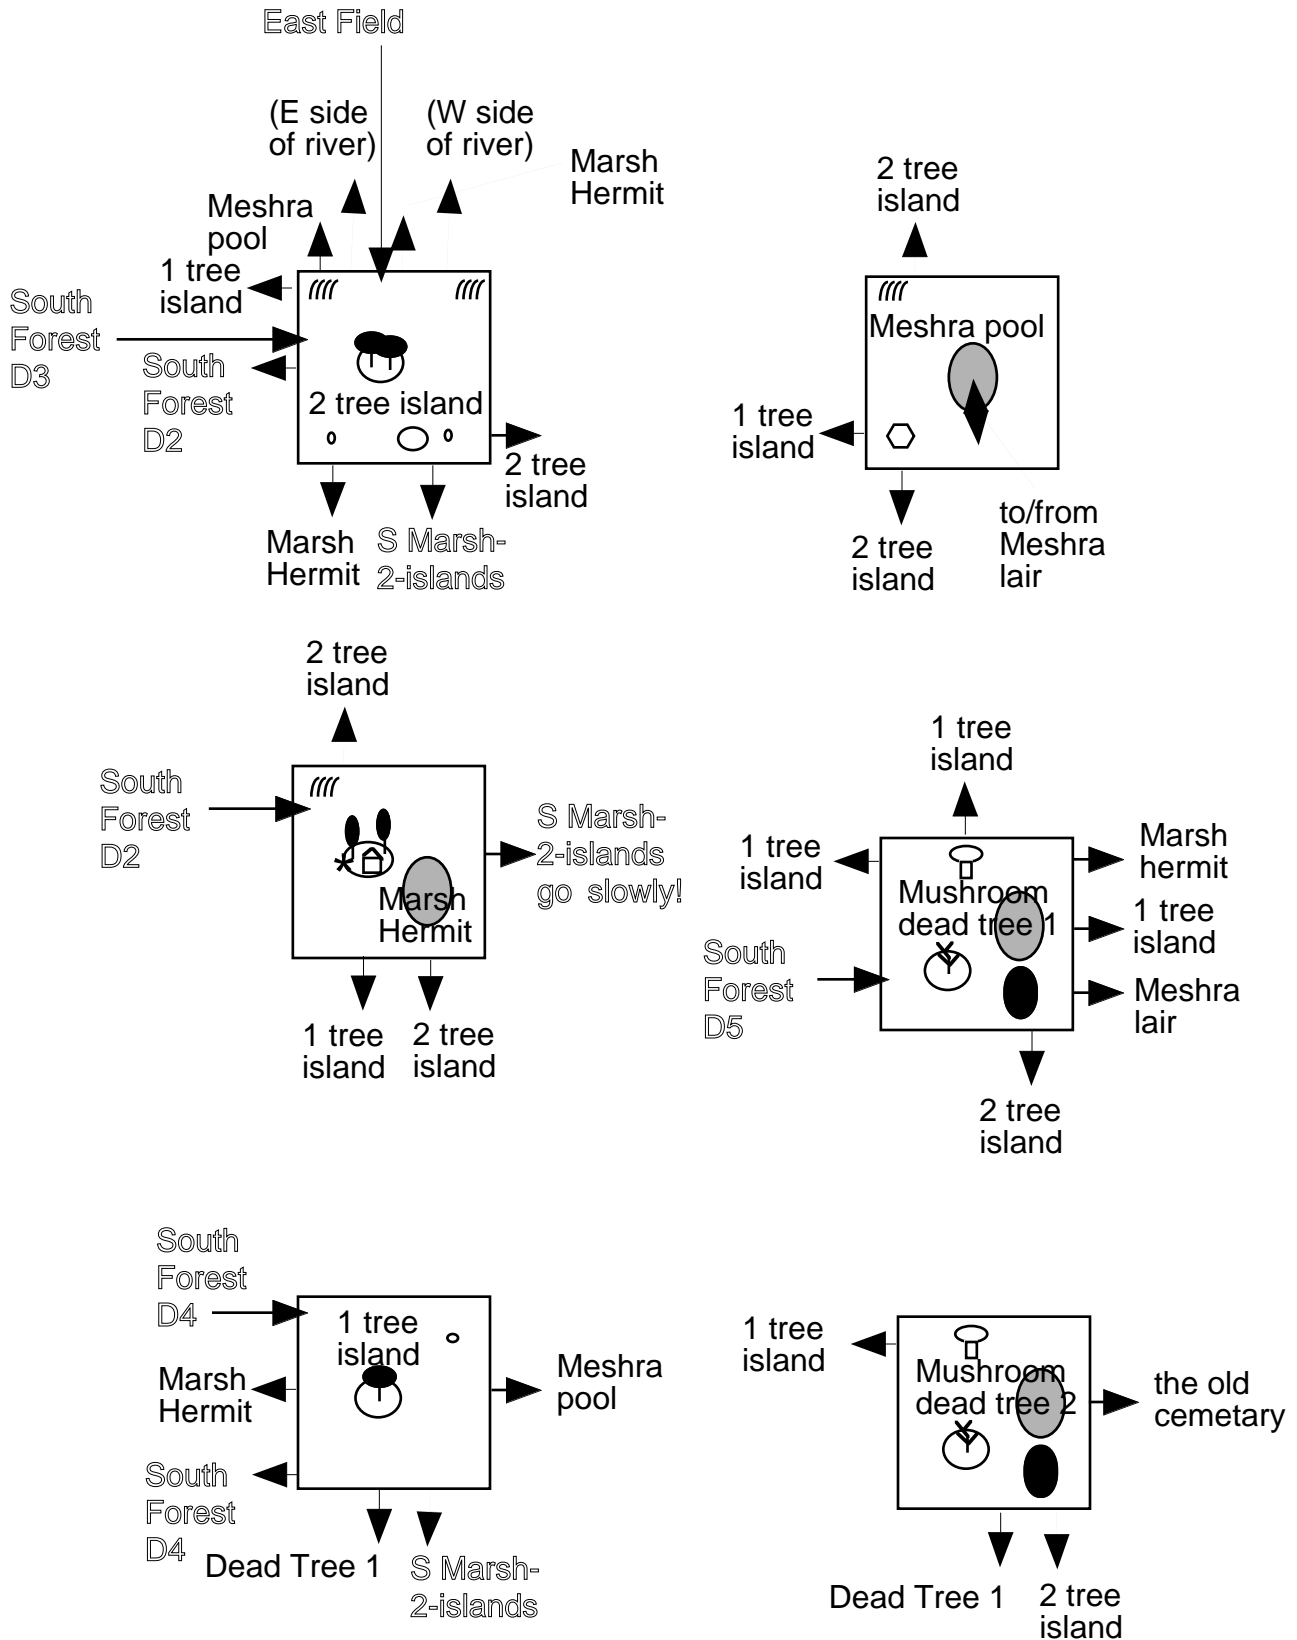 East Field
(E side
of river)
(W side
of river)
Marsh
Hermit
Meshra
pool
1 tree
island
South
Forest
D3
South
Forest
D2
2 tree island
2 tree
island
Marsh
Hermit
S Marsh-
2-islands
2 tree
island
Meshra pool
1 tree
island
2 tree
island
to/from
Meshra
lair
2 tree
island
South
Forest
D2
Marsh
Hermit
S Marsh-
2-islands
go slowly!
1 tree
island
2 tree
island
1 tree
island
1 tree
island
Mushroom
dead tree 1
Marsh
hermit
1 tree
island
Meshra
lair
South
Forest
D5
2 tree
island
South
Forest
D4
1 tree
island
Marsh
Hermit
Meshra
pool
South
Forest
D4
Dead Tree 1
S Marsh-
2-islands
1 tree
island
Mushroom
dead tree 2
the old
cemetary
Dead Tree 1
2 tree
island